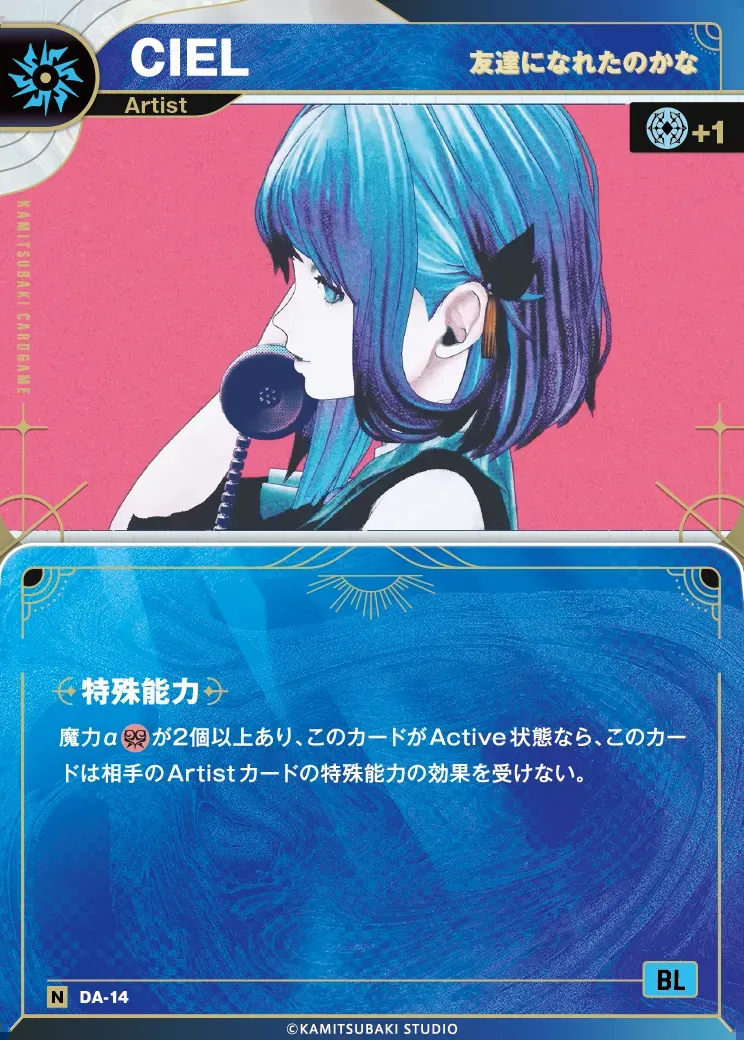 CIEL
友達になれたのかな
Artist
+1
KAMITSUBAKI CARDGAME
特殊能力
魔力αが2個以上あり、このカードがActive状態なら、このカー
ドは相手のArtistカードの特殊能力の効果を受けない。
BL
N DA-14
©KAMITSUBAKI STUDIO